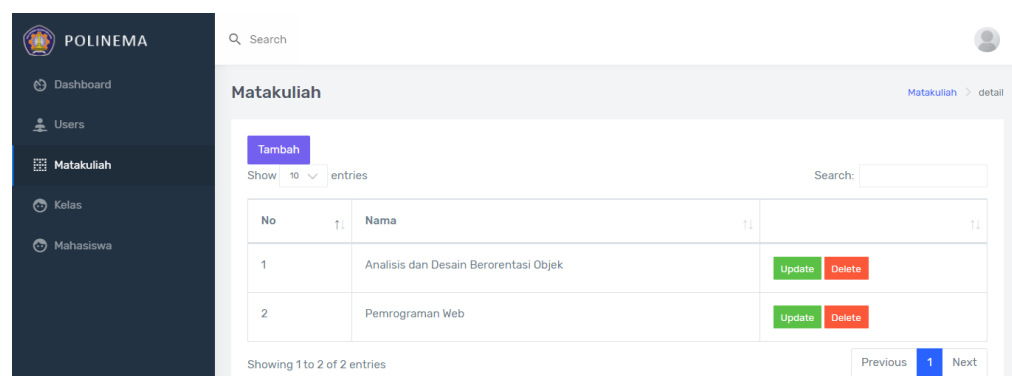 POLINEMA
Search
Dashboard
Users
Matakuliah
Kelas
Mahasiswa
Matakuliah
Matakuliah > detail
Tambah
Show 10 entries
Search:
No Nama
1 Analisis dan Desain Berorentasi Objek Update Delete
2 Pemrograman Web Update Delete
Showing 1 to 2 of 2 entries
Previous 1 Next